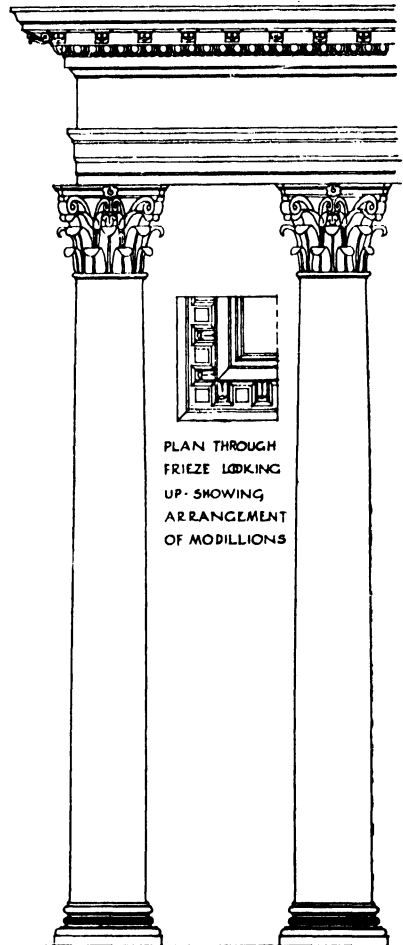 PLAN THROUGH
FRIEZE LOOKING
UP - SHOWING
ARRANGEMENT
OF MODILLIONS